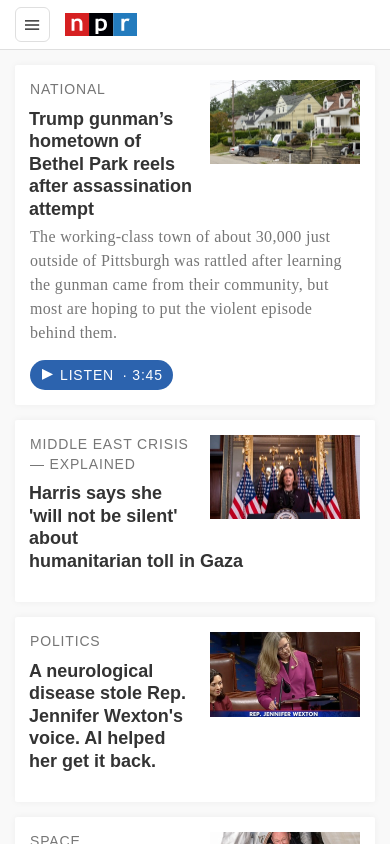 npr
NATIONAL
Trump gunman’s
hometown of
Bethel Park reels
after assassination
attempt
The working-class town of about 30,000 just
outside of Pittsburgh was rattled after learning
the gunman came from their community, but
most are hoping to put the violent episode
behind them.
LISTEN · 3:45
MIDDLE EAST CRISIS
— EXPLAINED
Harris says she
'will not be silent'
about
humanitarian toll in Gaza
POLITICS
A neurological
disease stole Rep.
Jennifer Wexton's
voice. AI helped
her get it back.
REP. JENNIFER WEXTON
SPACE